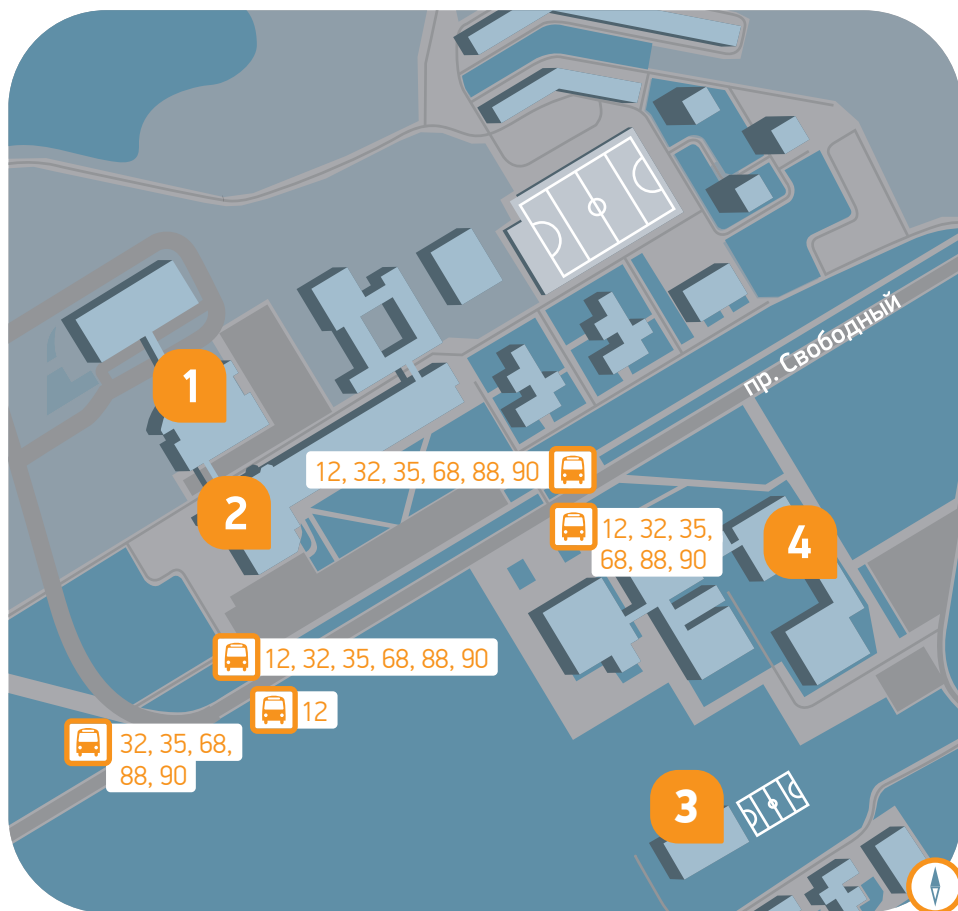 пр. Свободный
1
12, 32, 35, 68, 88, 90
2
12, 32, 35,
68, 88, 90
4
12, 32, 35, 68, 88, 90
12
32, 35, 68,
88, 90
3